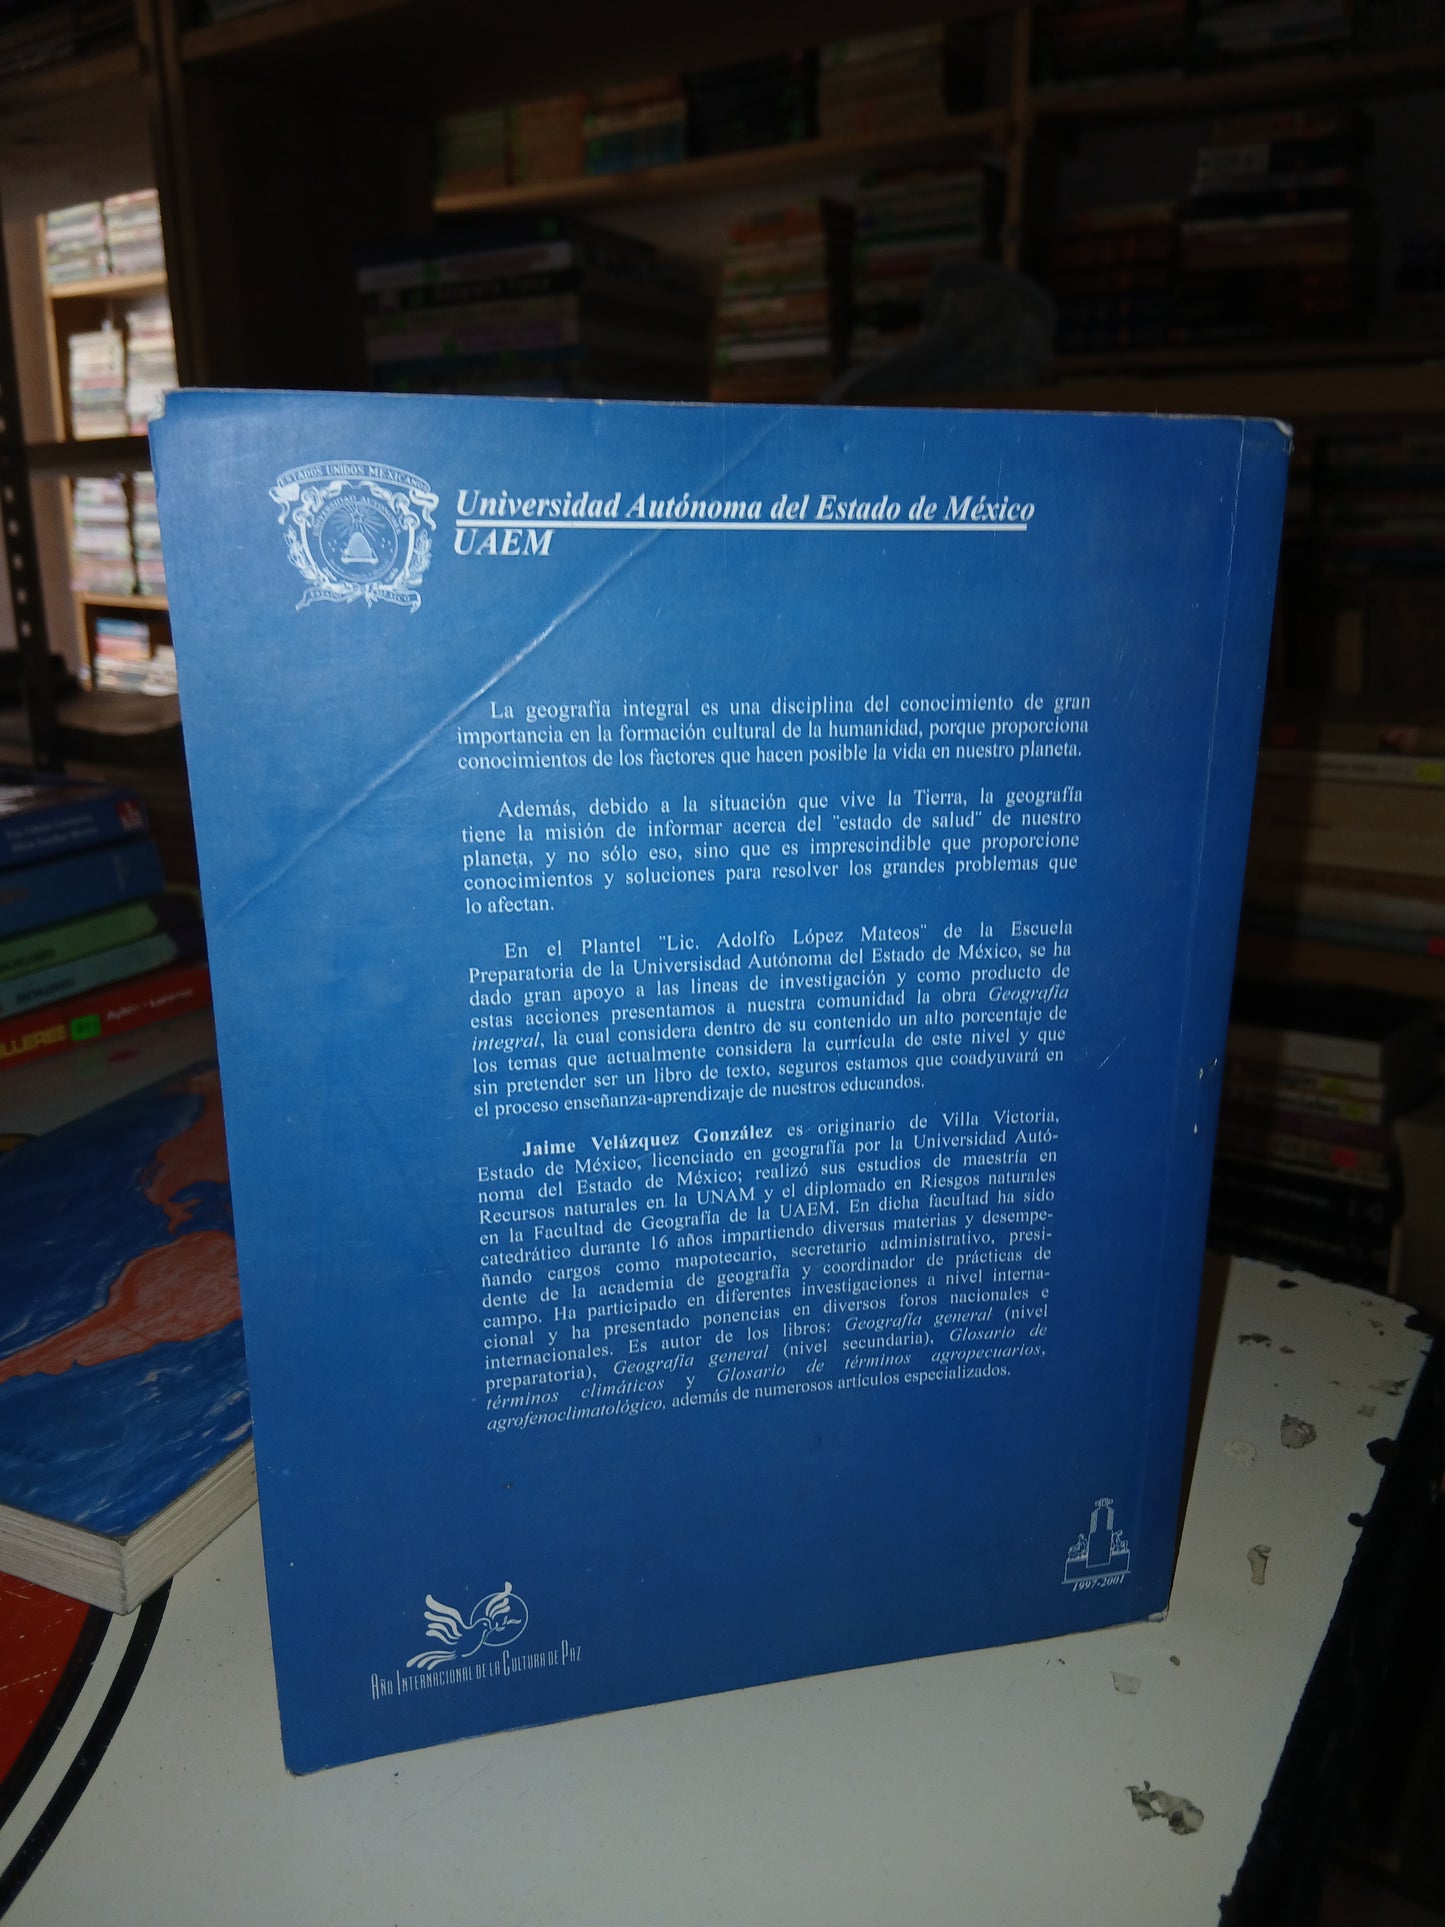 ESTADOS UNIDOS MEXICANOS
Universidad Autónoma del Estado de México
UAEM
La geografía integral es una disciplina del conocimiento de gran
importancia en la formación cultural de la humanidad, porque proporciona
conocimientos de los factores que hacen posible la vida en nuestro planeta.
Además, debido a la situación que vive la Tierra, la geografía
tiene la misión de informar acerca del "estado de salud" de nuestro
planeta, y no sólo eso, sino que es imprescindible que proporcione
conocimientos y soluciones para resolver los grandes problemas que
lo afectan.
En el Plantel "Lic. Adolfo López Mateos" de la Escuela
Preparatoria de la Universisdad Autónoma del Estado de México, se ha
dado gran apoyo a las lineas de investigación y como producto de
estas acciones presentamos a nuestra comunidad la obra Geografía
integral, la cual considera dentro de su contenido un alto porcentaje de
los temas que actualmente considera la currícula de este nivel y que
sin pretender ser un libro de texto, seguros estamos que coadyuvará en
el proceso enseñanza-aprendizaje de nuestros educandos.
Jaime Velázquez González es originario de Villa Victoria,
Estado de México, licenciado en geografía por la Universidad Autó-
noma del Estado de México; realizó sus estudios de maestría en
Recursos naturales en la UNAM y el diplomado en Riesgos naturales
en la Facultad de Geografía de la UAEM. En dicha facultad ha sido
catedrático durante 16 años impartiendo diversas materias y desempe-
ñando cargos como mapotecario, secretario administrativo, presi-
dente de la academia de geografía y coordinador de prácticas de
campo. Ha participado en diferentes investigaciones a nivel interna-
cional y ha presentado ponencias en diversos foros nacionales e
internacionales. Es autor de los libros: Geografía general (nivel
preparatoria), Geografía general (nivel secundaria), Glosario de
términos climáticos y Glosario de términos agropecuarios,
agrofenoclimatológico, además de numerosos artículos especializados.
1997-2001
AÑO INTERNACIONAL DE LA CULTURA DE PAZ
Ayllón - Lorenzo